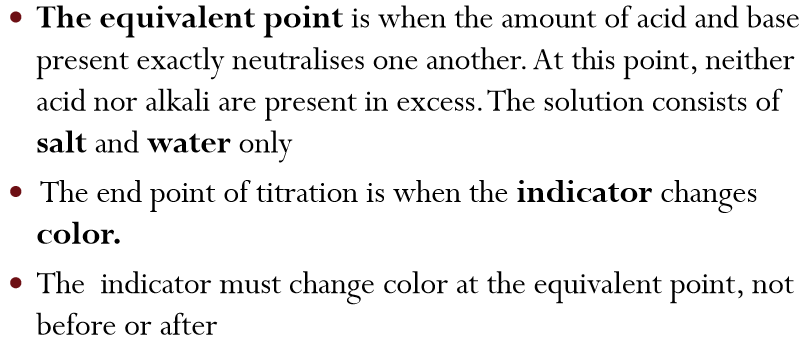 • The equivalent point is when the amount of acid and base
present exactly neutralises one another. At this point, neither
acid nor alkali are present in excess. The solution consists of
salt and water only
• The end point of titration is when the indicator changes
color.
• The indicator must change color at the equivalent point, not
before or after